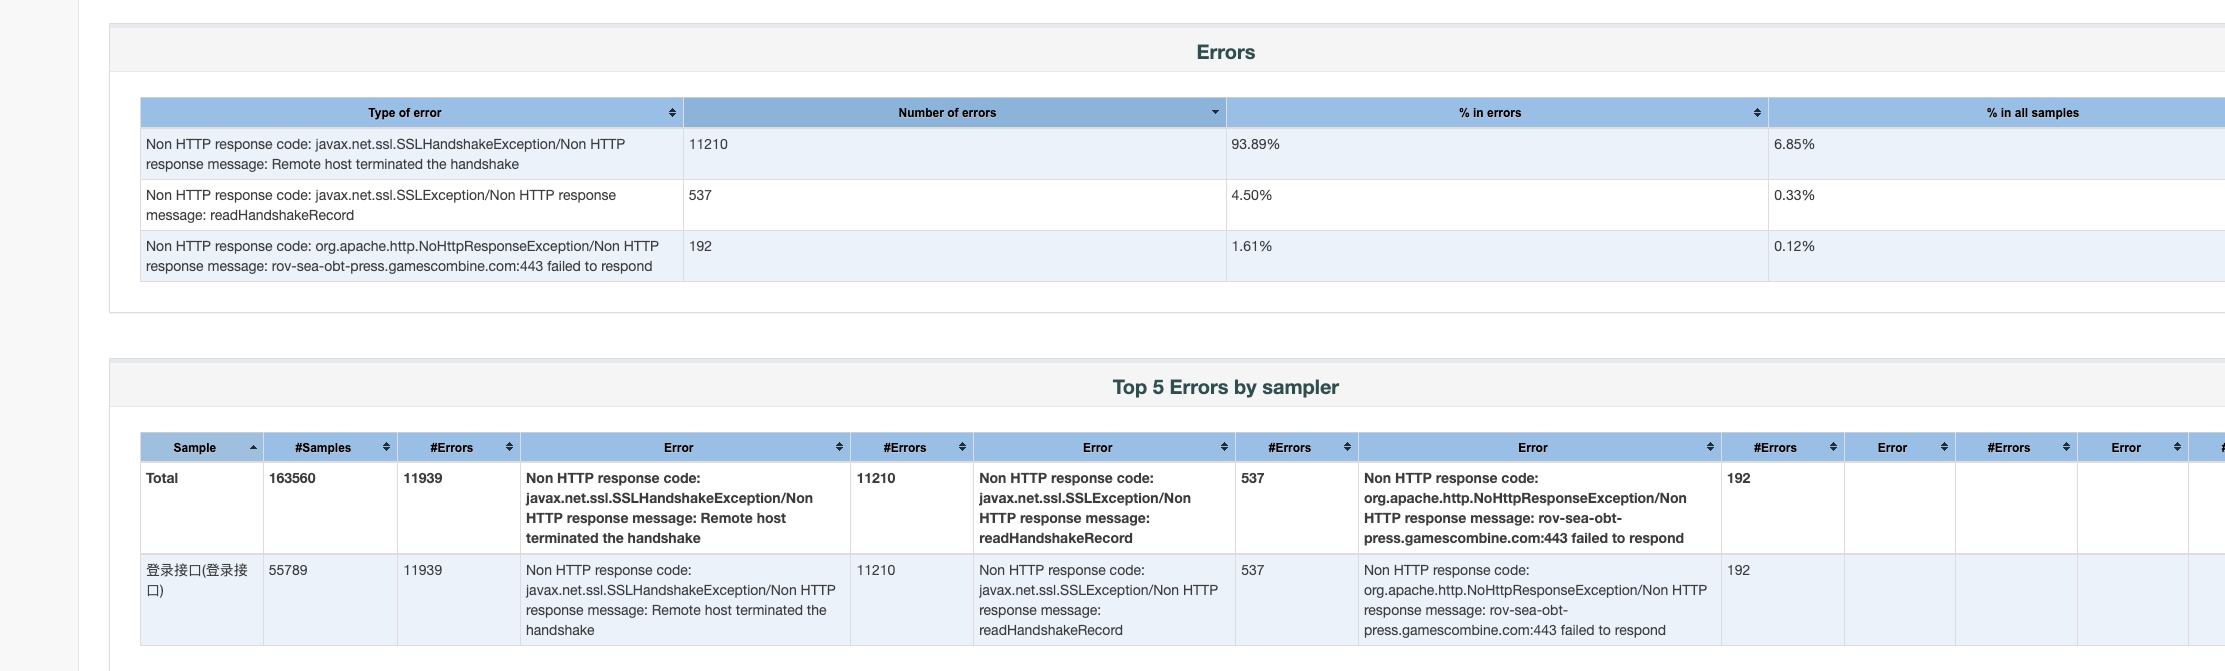 Errors
Type of error Number of errors % in errors % in all samples
Non HTTP response code: javax.net.ssl.SSLHandshakeException/Non HTTP
response message: Remote host terminated the handshake
11210 93.89% 6.85%
Non HTTP response code: javax.net.ssl.SSLException/Non HTTP response
message: readHandshakeRecord
537 4.50% 0.33%
Non HTTP response code: org.apache.http.NoHttpResponseException/Non HTTP
response message: rov-sea-obt-press.gamescombine.com:443 failed to respond
192 1.61% 0.12%
Top 5 Errors by sampler
Sample #Samples #Errors Error #Errors Error #Errors Error #Errors Error #Errors Error #
Total
163560
11939
Non HTTP response code:
javax.net.ssl.SSLHandshakeException/Non
HTTP response message: Remote host
terminated the handshake
11210
Non HTTP response code:
javax.net.ssl.SSLException/Non
HTTP response message:
readHandshakeRecord
537
Non HTTP response code:
org.apache.http.NoHttpResponseException/Non
HTTP response message: rov-sea-obt-
press.gamescombine.com:443 failed to respond
192
登录接口(登录接
口)
55789
11939
Non HTTP response code:
javax.net.ssl.SSLHandshakeException/Non HTTP
response message: Remote host terminated the
handshake
11210
Non HTTP response code:
javax.net.ssl.SSLException/Non HTTP
response message:
readHandshakeRecord
537
Non HTTP response code:
org.apache.http.NoHttpResponseException/Non HTTP
response message: rov-sea-obt-
press.gamescombine.com:443 failed to respond
192